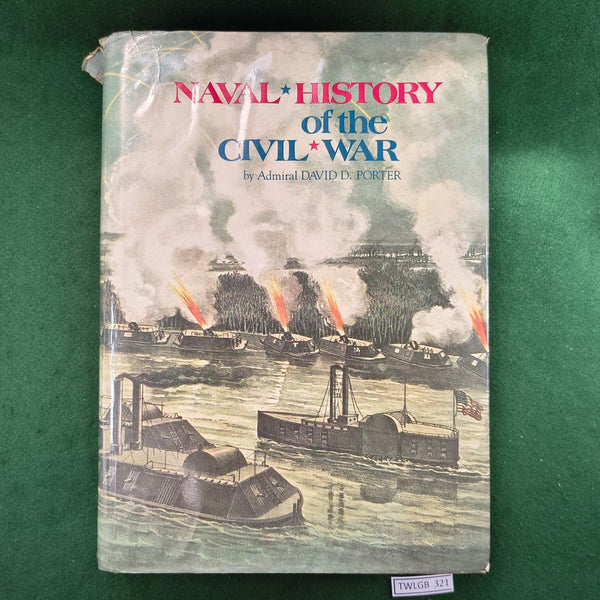 NAVAL★HISTORY
of the
CIVIL★WAR
by Admiral DAVID D. PORTER
TWLGB 321